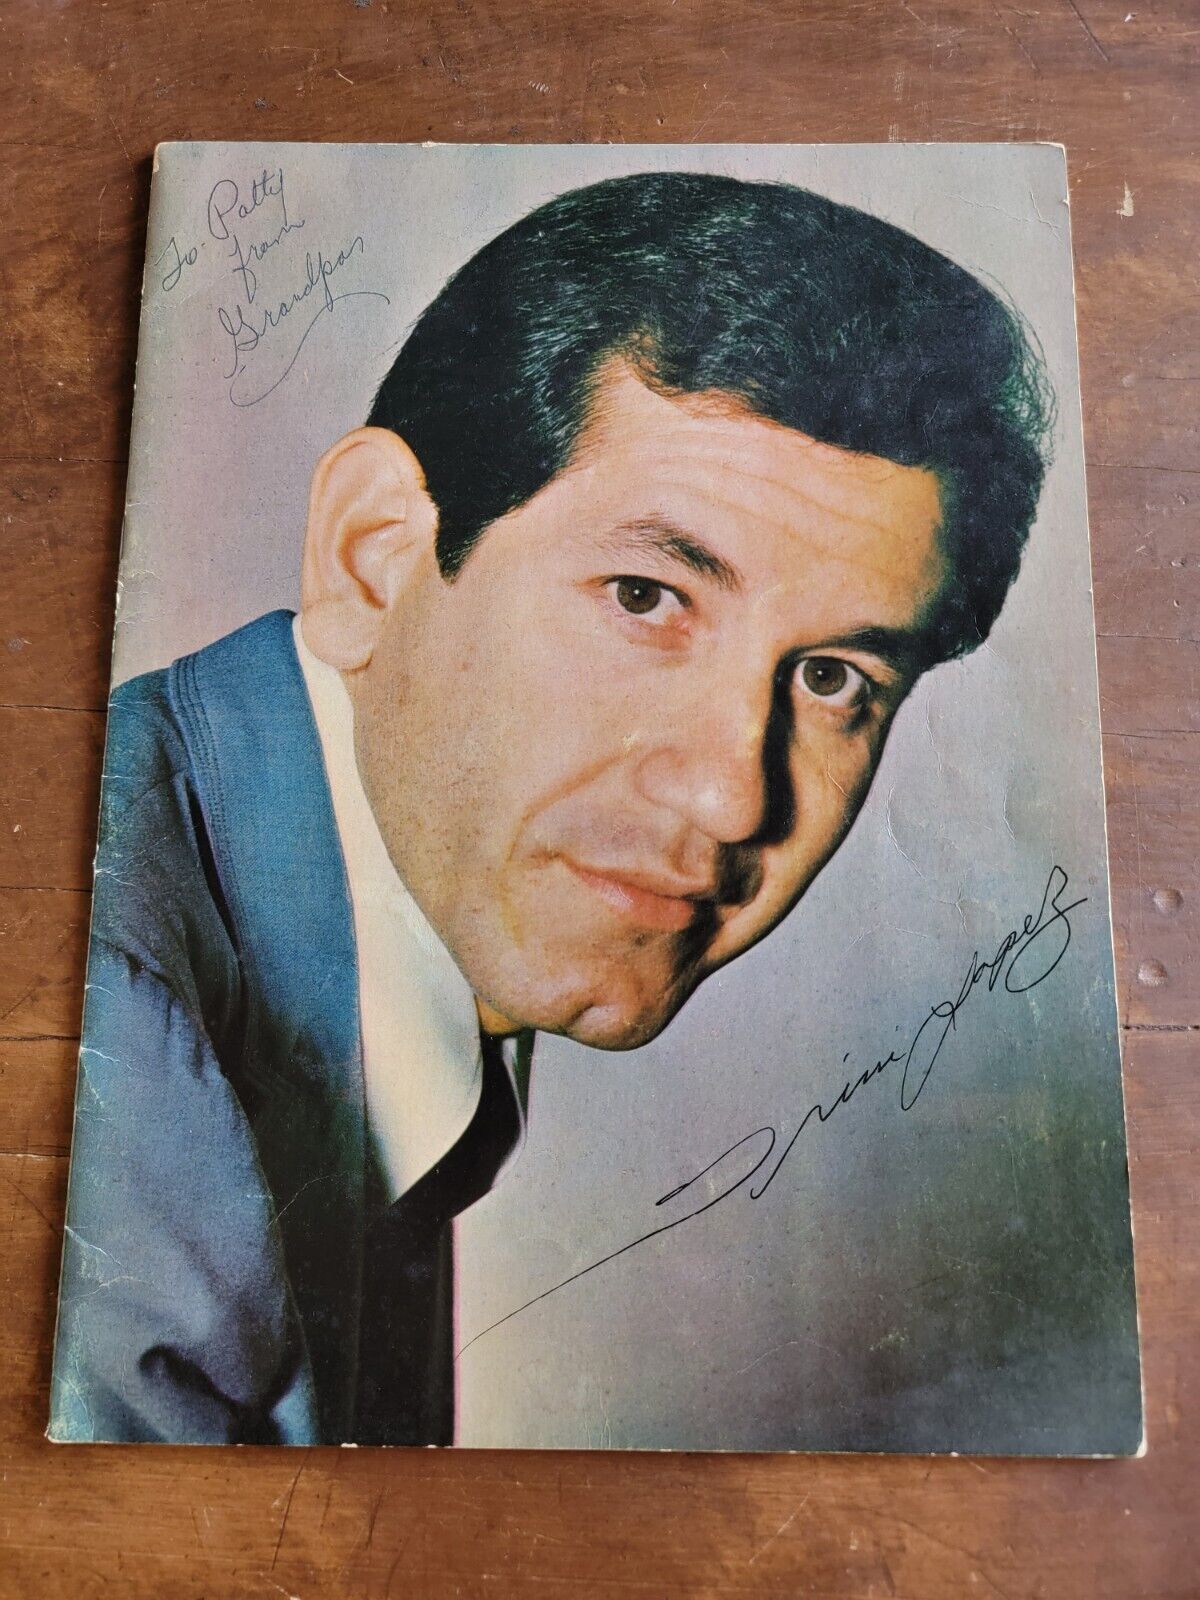 To- Patty
from
Grandpa
Trini Lopez